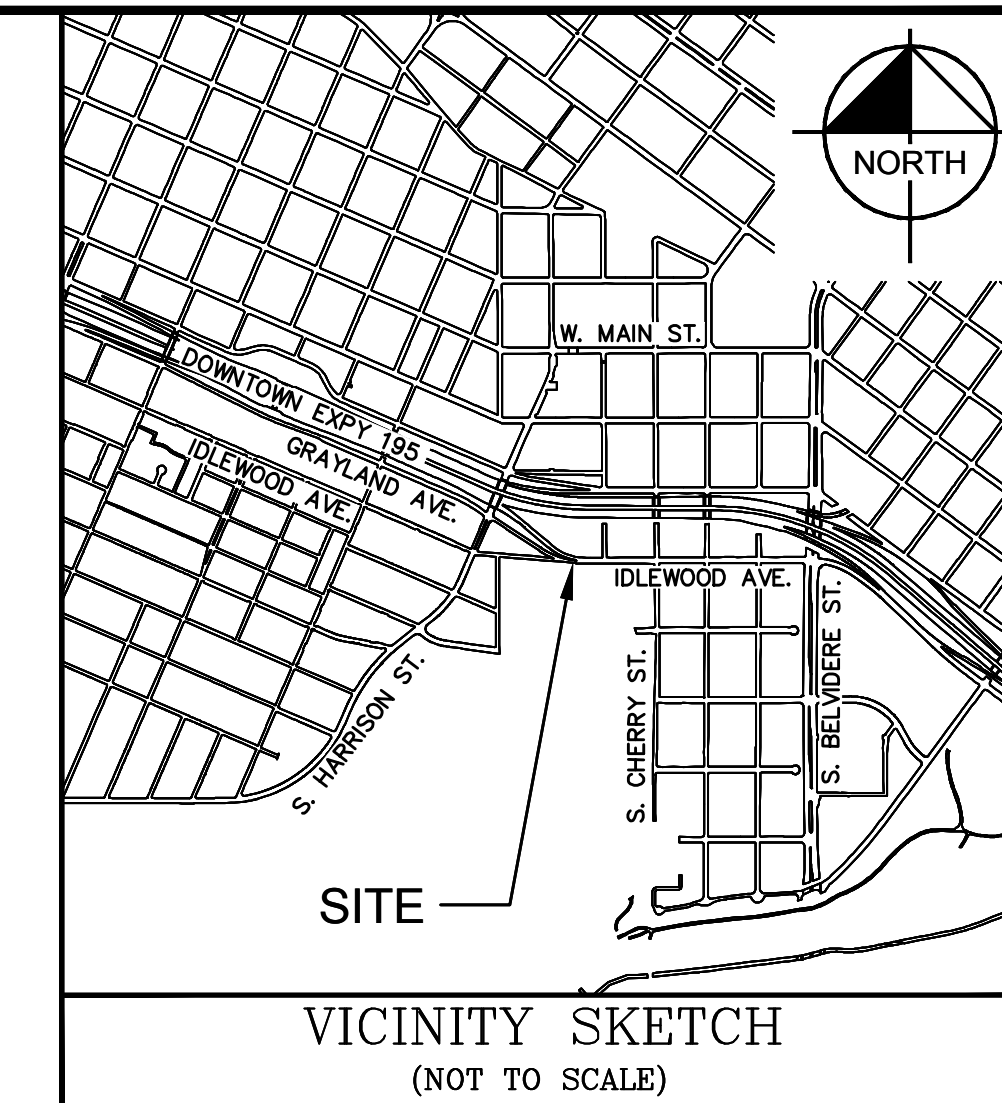 NORTH
W. MAIN ST.
DOWNTOWN EXPY 195
GRAYLAND AVE.
IDLEWOOD AVE.
IDLEWOOD AVE.
S. HARRISON ST.
S. CHERRY ST.
S. BELVIDERE ST.
SITE
VICINITY SKETCH
(NOT TO SCALE)